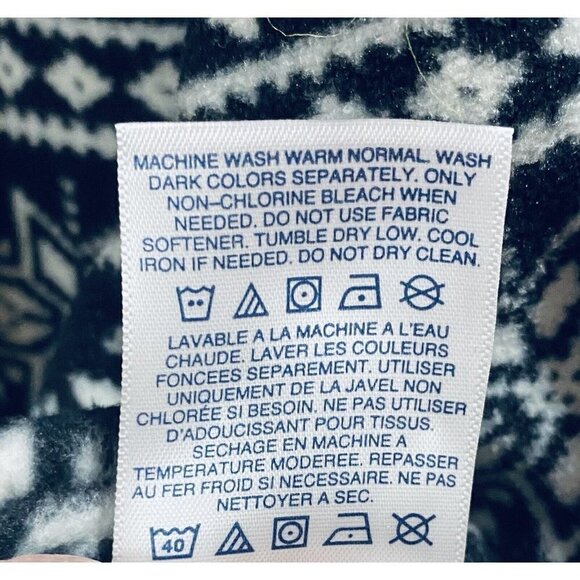 MACHINE WASH WARM NORMAL. WASH
DARK COLORS SEPARATELY. ONLY
NON-CHLORINE BLEACH WHEN
NEEDED. DO NOT USE FABRIC
SOFTENER. TUMBLE DRY LOW. COOL
IRON IF NEEDED. DO NOT DRY CLEAN.
LAVABLE A LA MACHINE A L'EAU
CHAUDE. LAVER LES COULEURS
FONCEES SEPAREMENT. UTILISER
UNIQUEMENT DE LA JAVEL NON
CHLORÉE SI BESOIN. NE PAS UTILISER
D'ADOUCISSANT POUR TISSUS.
SECHAGE EN MACHINE A
TEMPERATURE MODEREE. REPASSER
AU FER FROID SI NECESSAIRE. NE PAS
NETTOYER A SEC.
40